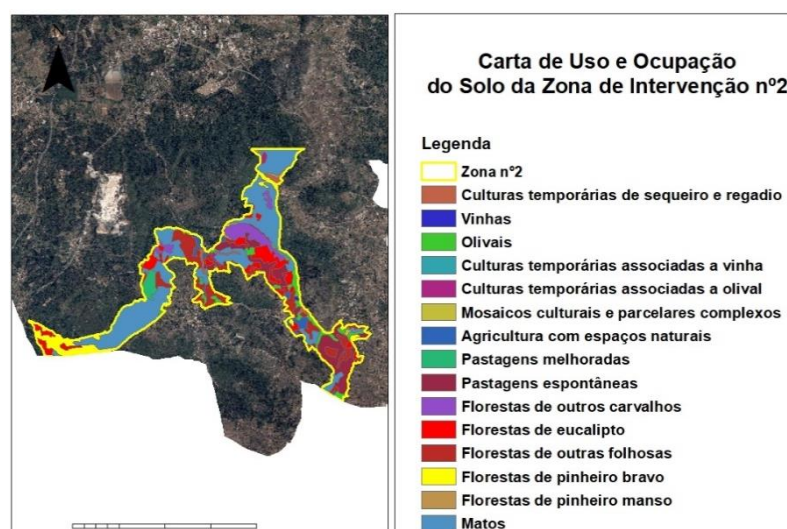 N
Carta de Uso e Ocupação
do Solo da Zona de Intervenção nº2
Legenda
Zona nº2
Culturas temporárias de sequeiro e regadio
Vinhas
Olivais
Culturas temporárias associadas a vinha
Culturas temporárias associadas a olival
Mosaicos culturais e parcelares complexos
Agricultura com espaços naturais
Pastagens melhoradas
Pastagens espontâneas
Florestas de outros carvalhos
Florestas de eucalipto
Florestas de outras folhosas
Florestas de pinheiro bravo
Florestas de pinheiro manso
Matos